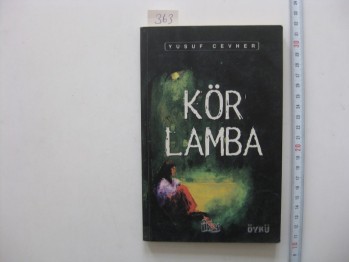 363
[YUSUF CEVHER]
KÖR
LAMBA
ÖYKÜ